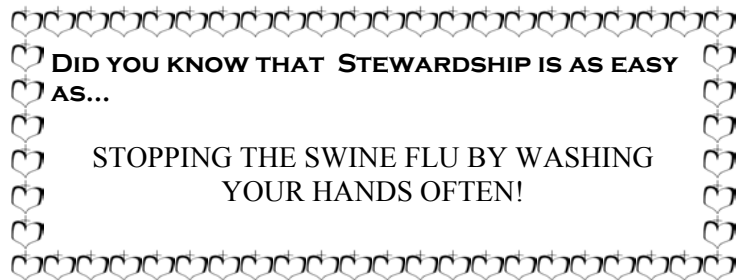 DID YOU KNOW THAT STEWARDSHIP IS AS EASY
AS...
STOPPING THE SWINE FLU BY WASHING
YOUR HANDS OFTEN!